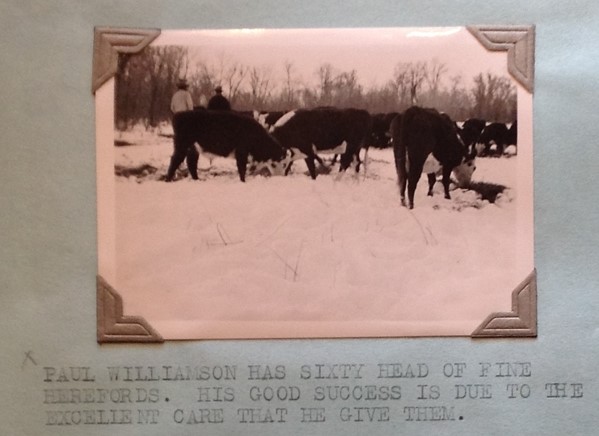 PAUL WILLIAMSON HAS SIXTY HEAD OF FINE
HEREFORDS. HIS GOOD SUCCESS IS DUE TO THE
EXCELLENT CARE THAT HE GIVE THEM.